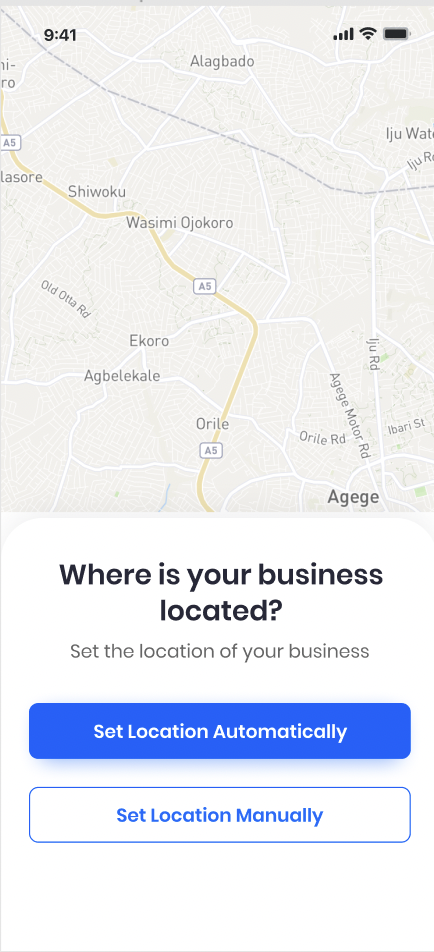 9:41
Alagbado
ni-
ro
Iju Wate
Iju Rd
A5
lasore
Shiwoku
Wasimi Ojokoro
A5
Old Otta Rd
Ekoro
Iju Rd
Agbelekale
Agege Motor Rd
Orile
Ibari St
Orile Rd
A5
Agege
Where is your business
located?
Set the location of your business
Set Location Automatically
Set Location Manually